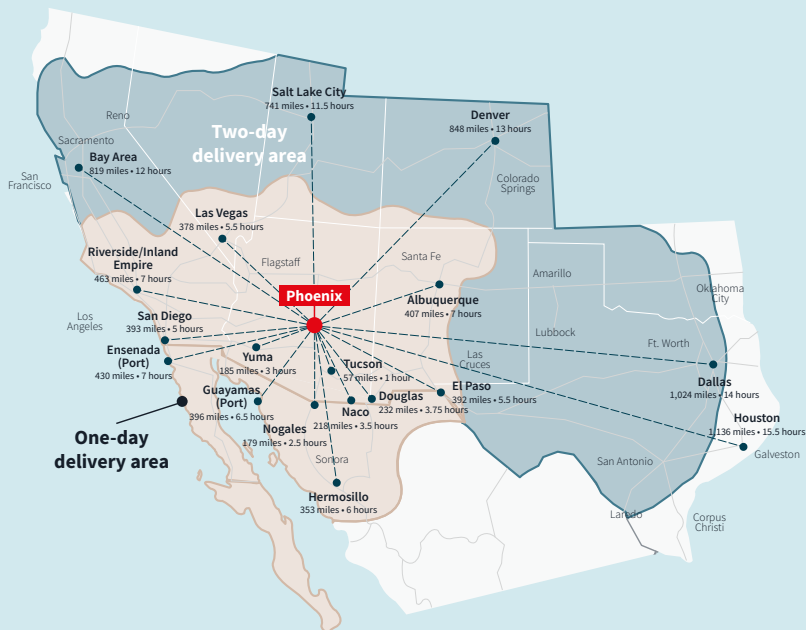 Salt Lake City
741 miles • 11.5 hours
Denver
848 miles • 13 hours
Reno
Two-day
delivery area
Sacramento
Bay Area
819 miles • 12 hours
San
Francisco
Colorado
Springs
Las Vegas
378 miles • 5.5 hours
Riverside/Inland
Empire
463 miles • 7 hours
Flagstaff
Santa Fe
Amarillo
Phoenix
Albuquerque
407 miles • 7 hours
Oklahoma
City
Los
Angeles
San Diego
393 miles • 5 hours
Lubbock
Ft. Worth
Ensenada
(Port)
430 miles • 7 hours
Yuma
185 miles • 3 hours
Tucson
57 miles • 1 hour
Las
Cruces
El Paso
392 miles • 5.5 hours
Dallas
1,024 miles • 14 hours
Guayamas
(Port)
396 miles • 6.5 hours
Douglas
232 miles • 3.75 hours
Naco
218 miles • 3.5 hours
Nogales
179 miles • 2.5 hours
Houston
1,136 miles • 15.5 hours
Galveston
One-day
delivery area
Sonora
San Antonio
Hermosillo
353 miles • 6 hours
Laredo
Corpus
Christi